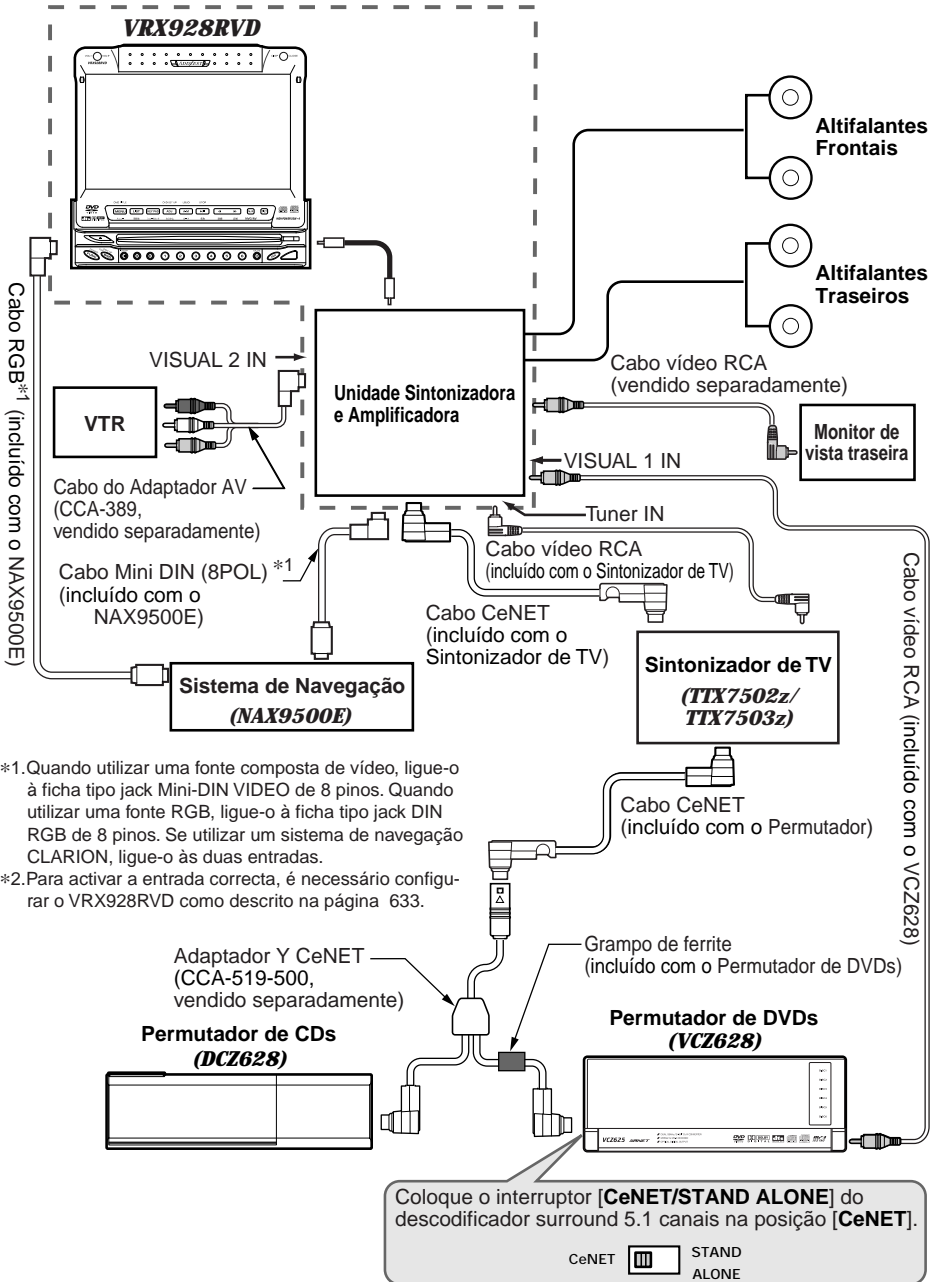 VRX928RVD
Altifalantes
Frontais
Altifalantes
Traseiros
VISUAL 2 IN
Unidade Sintonizadora
e Amplificadora
Cabo vídeo RCA
(vendido separadamente)
VTR
Monitor de
vista traseira
Cabo RGB*1 (incluído com o NAX9500E)
VISUAL 1 IN
Cabo do Adaptador AV
(CCA-389,
vendido separadamente)
Tuner IN
Cabo vídeo RCA
(incluído com o Sintonizador de TV)
Cabo Mini DIN (8POL) *1
(incluído com o
NAX9500E)
Cabo CeNET
(incluído com o
Sintonizador de TV)
Cabo vídeo RCA (incluído com o VCZ628)
Sistema de Navegação
(NAX9500E)
Sintonizador de TV
(TTX7502z/
TTX7503z)
*1.Quando utilizar uma fonte composta de vídeo, ligue-o
à ficha tipo jack Mini-DIN VIDEO de 8 pinos. Quando
utilizar uma fonte RGB, ligue-o à ficha tipo jack DIN
RGB de 8 pinos. Se utilizar um sistema de navegação
CLARION, ligue-o às duas entradas.
*2.Para activar a entrada correcta, é necessário configu-
rar o VRX928RVD como descrito na página 633.
Cabo CeNET
(incluído com o Permutador)
Adaptador Y CeNET
(CCA-519-500,
vendido separadamente)
Grampo de ferrite
(incluído com o Permutador de DVDs)
Permutador de CDs
(DCZ628)
Permutador de DVDs
(VCZ628)
VCZ625
Coloque o interruptor [CeNET/STAND ALONE] do
descodificador surround 5.1 canais na posição [CeNET].
CeNET
STAND
ALONE